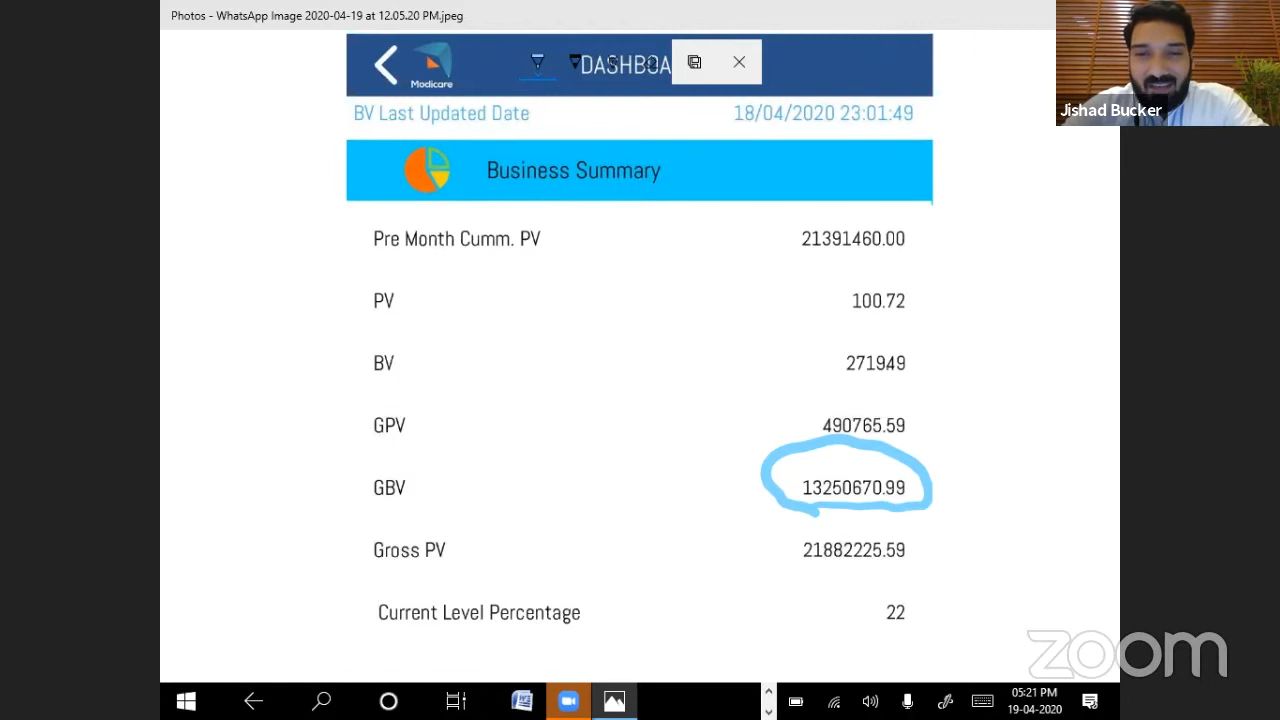 Photos - WhatsApp Image 2020-04-19 at 12.05.20 PM.jpeg
Modicare
DASHBOA
Jishad Bucker
BV Last Updated Date 18/04/2020 23:01:49
Business Summary
Pre Month Cumm. PV 21391460.00
PV 100.72
BV 2719.49
GPV 490765.59
GBV 13250670.99
Gross PV 21882225.59
Current Level Percentage 22
zoom
05:21 PM
19-04-2020